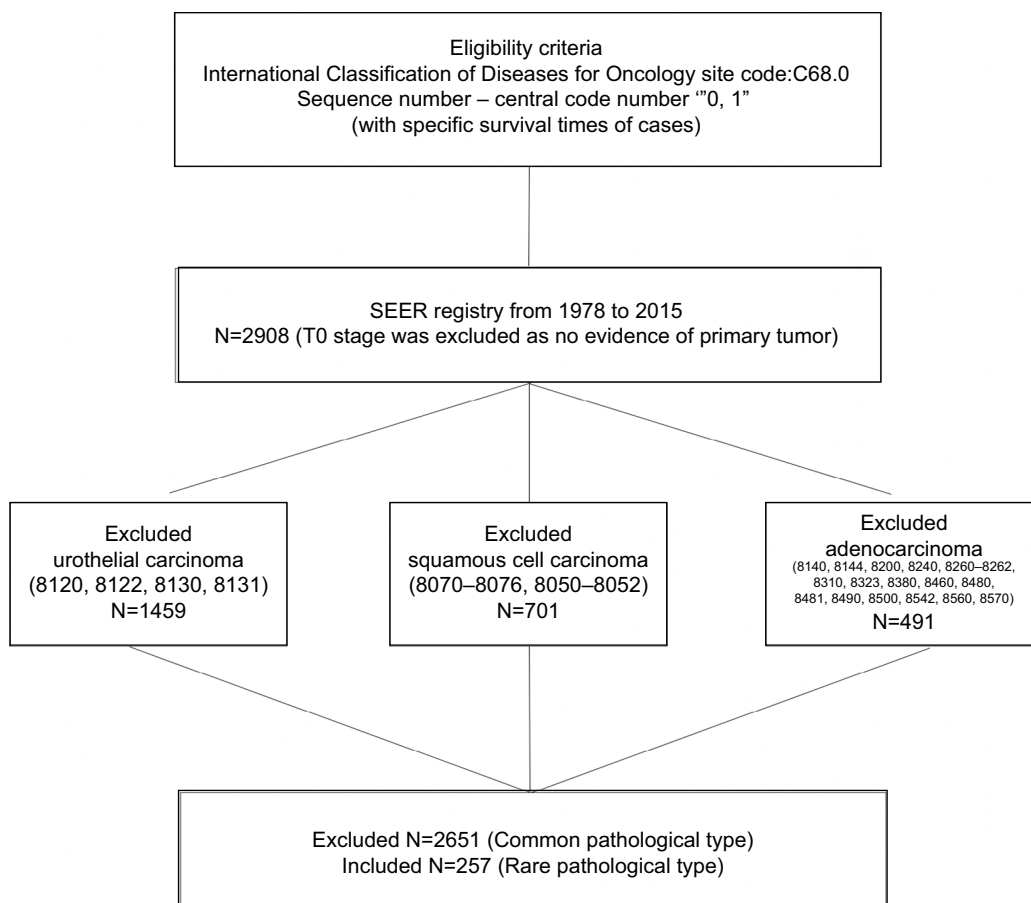 Eligibility criteria
International Classification of Diseases for Oncology site code:C68.0
Sequence number – central code number ‘”0, 1”
(with specific survival times of cases)
SEER registry from 1978 to 2015
N=2908 (T0 stage was excluded as no evidence of primary tumor)
Excluded
urothelial carcinoma
(8120, 8122, 8130, 8131)
N=1459
Excluded
squamous cell carcinoma
(8070–8076, 8050–8052)
N=701
Excluded
adenocarcinoma
(8140, 8144, 8200, 8240, 8260–8262,
8310, 8323, 8380, 8460, 8480,
8481, 8490, 8500, 8542, 8560, 8570)
N=491
Excluded N=2651 (Common pathological type)
Included N=257 (Rare pathological type)